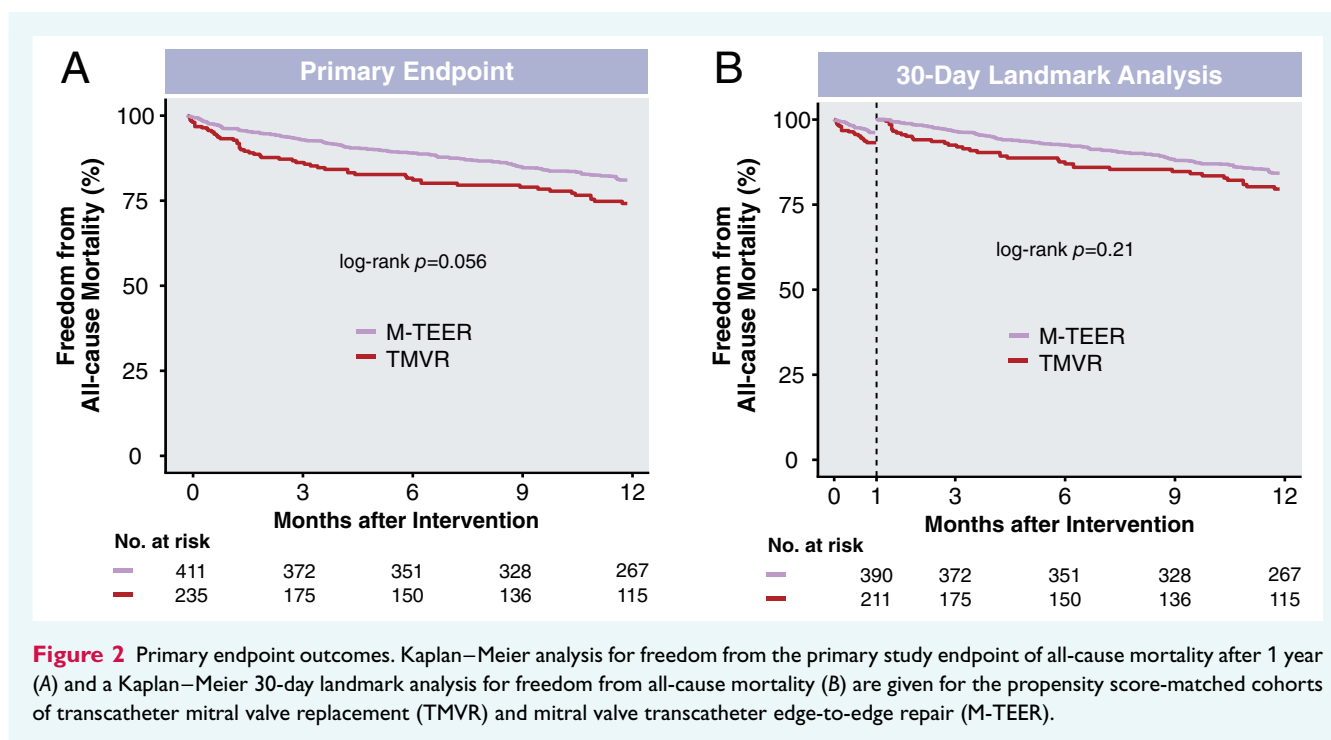 A
Primary Endpoint
Freedom from
All-cause Mortality (%)
100
75
50
25
0
log-rank p=0.056
M-TEER
TMVR
0 3 6 9 12
Months after Intervention
No. at risk
411 372 351 328 267
235 175 150 136 115
B
30-Day Landmark Analysis
Freedom from
All-cause Mortality (%)
100
75
50
25
0
log-rank p=0.21
M-TEER
TMVR
0 1 3 6 9 12
Months after Intervention
No. at risk
390 372 351 328 267
211 175 150 136 115
Figure 2 Primary endpoint outcomes. Kaplan–Meier analysis for freedom from the primary study endpoint of all-cause mortality after 1 year
(A) and a Kaplan–Meier 30-day landmark analysis for freedom from all-cause mortality (B) are given for the propensity score-matched cohorts
of transcatheter mitral valve replacement (TMVR) and mitral valve transcatheter edge-to-edge repair (M-TEER).